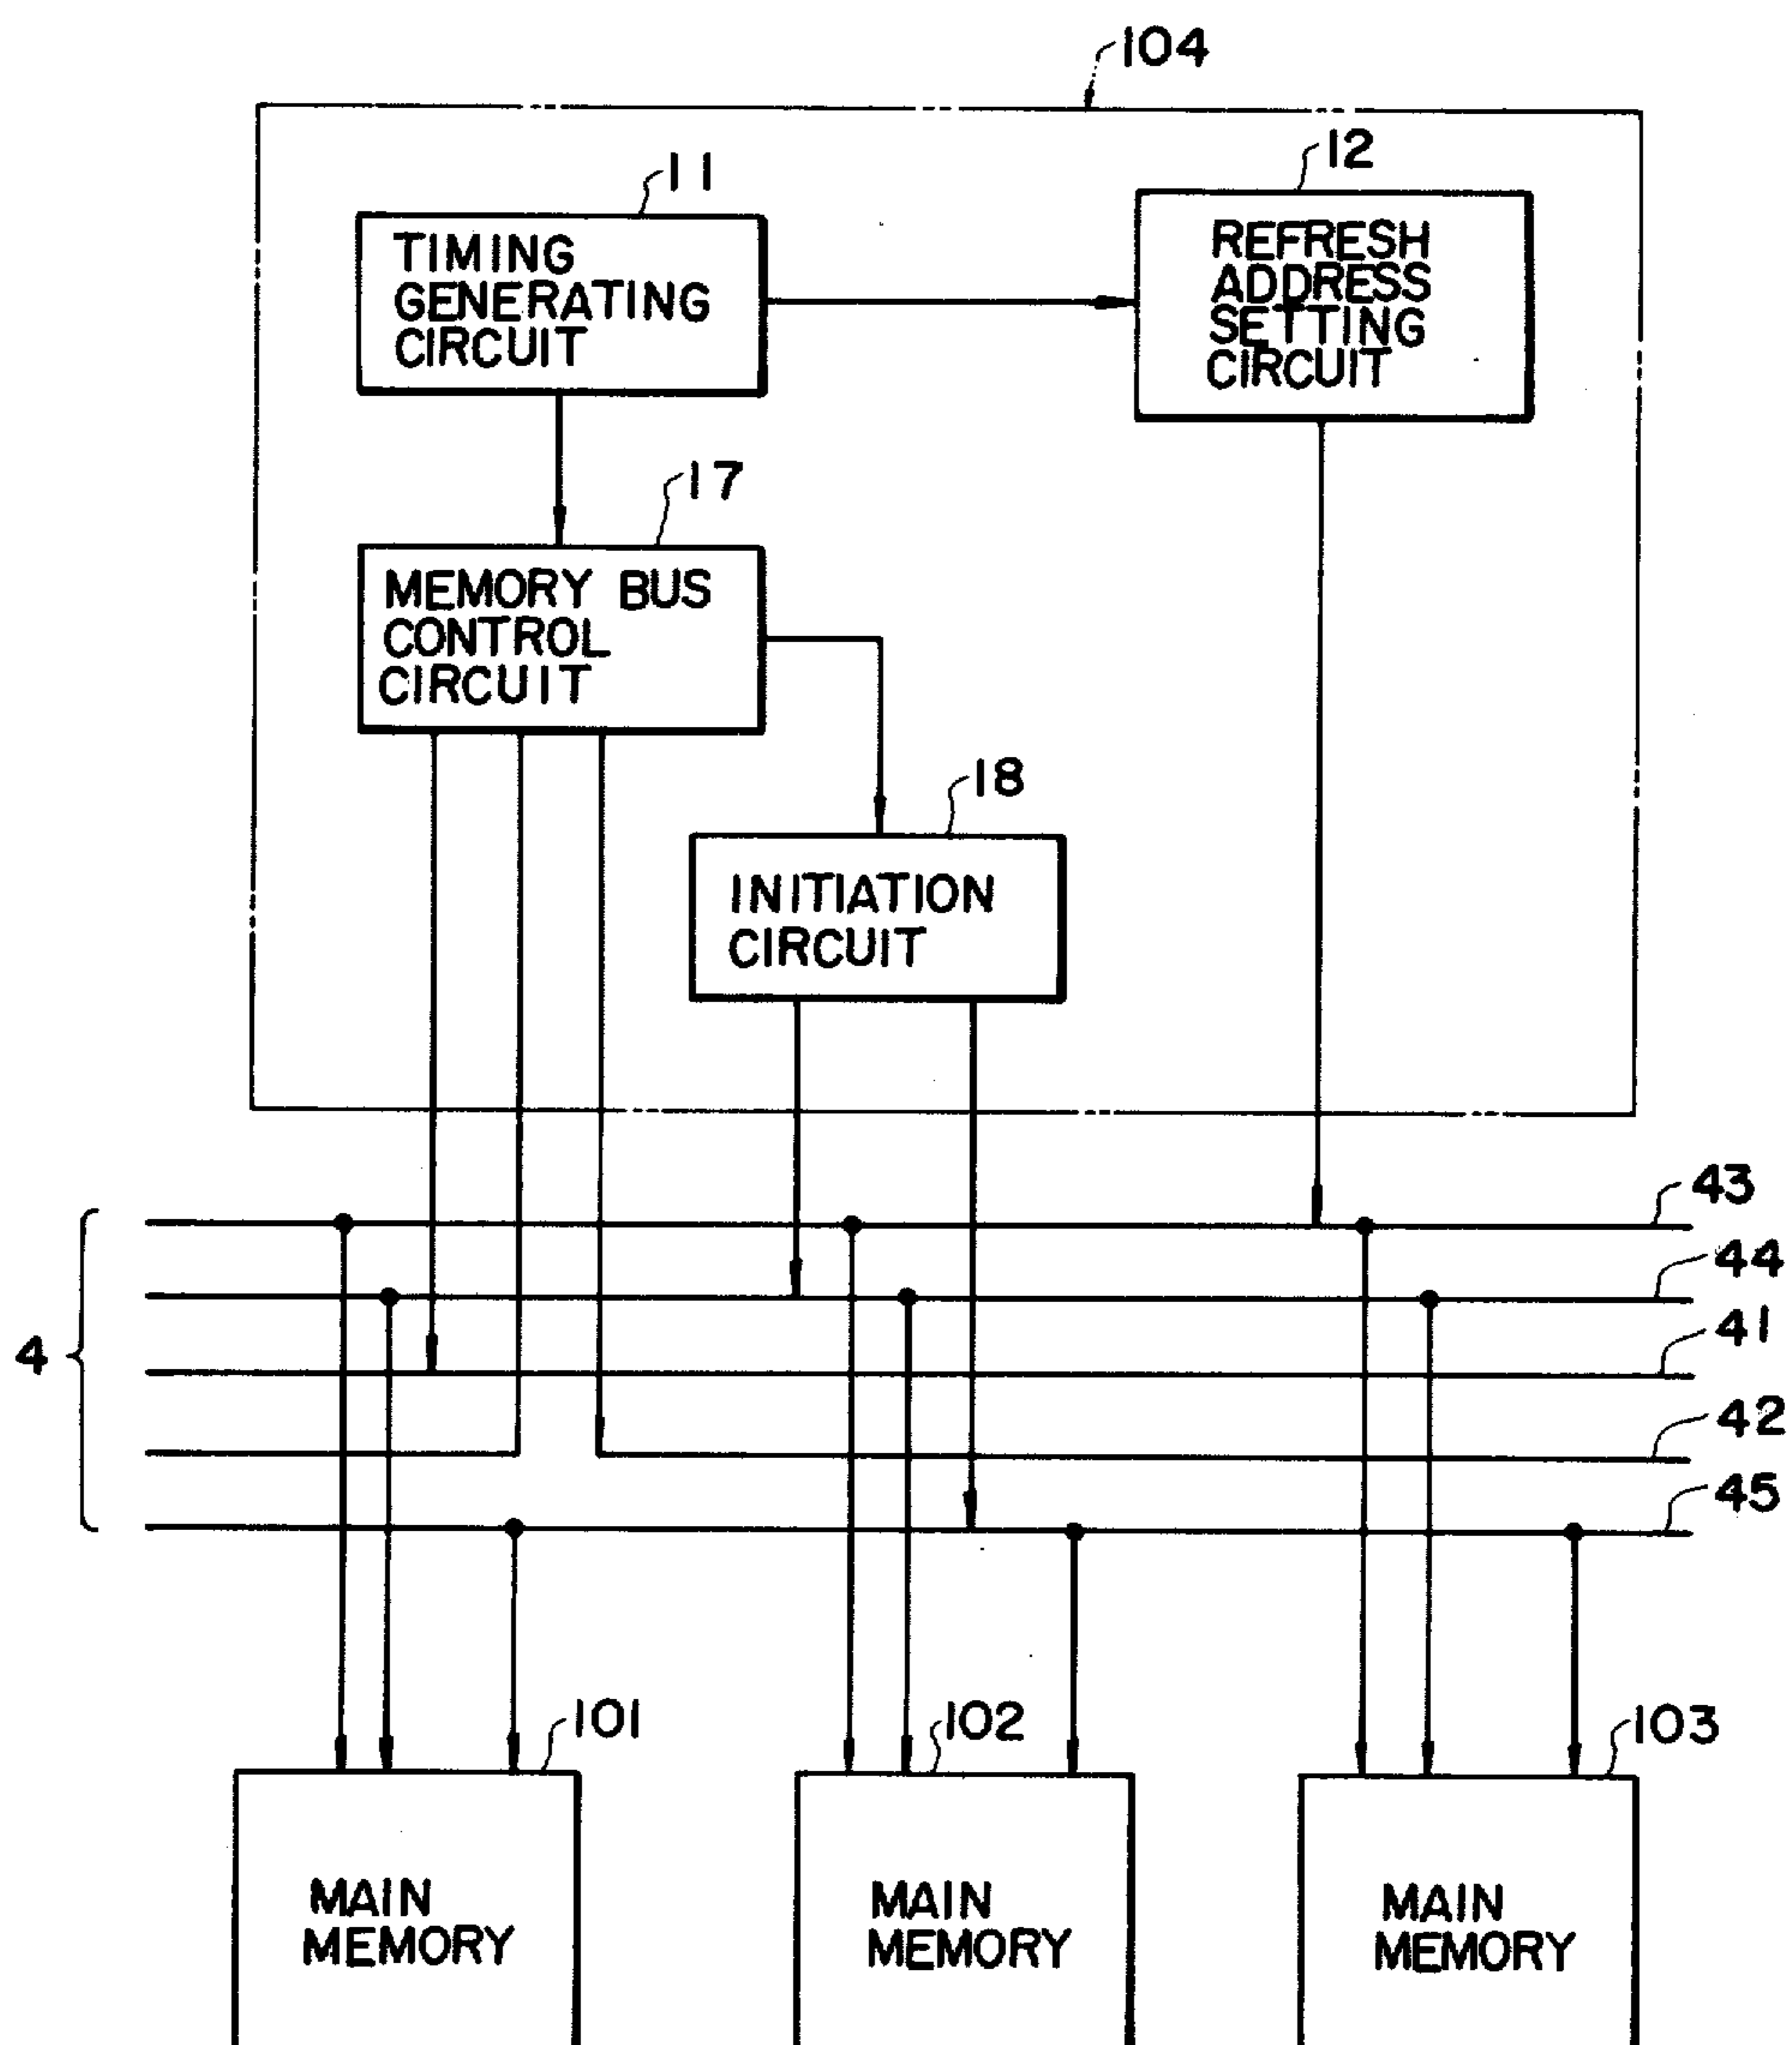 104
11
12
TIMING
GENERATING
CIRCUIT
REFRESH
ADDRESS
SETTING
CIRCUIT
17
MEMORY BUS
CONTROL
CIRCUIT
18
INITIATION
CIRCUIT
43
44
4
41
42
45
101
102
103
MAIN
MEMORY
MAIN
MEMORY
MAIN
MEMORY